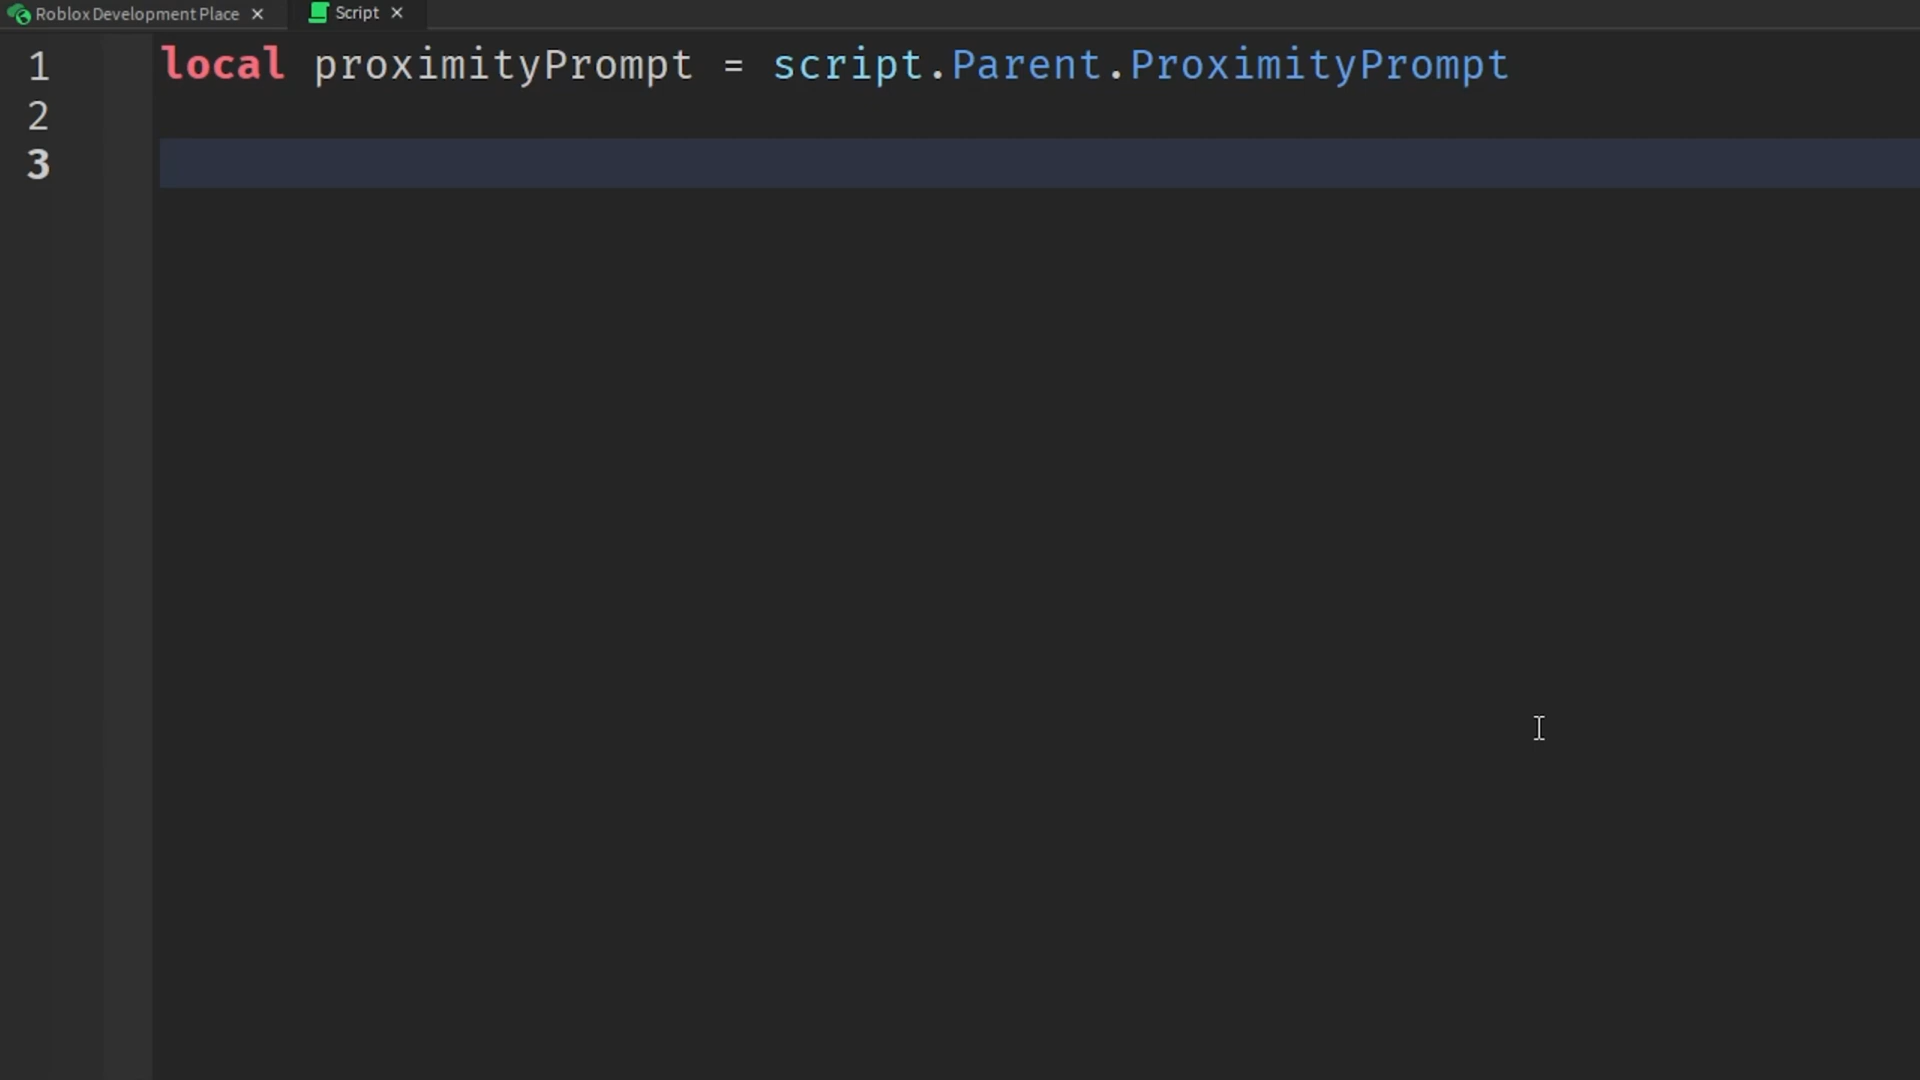 Roblox Development Place
Script
1 local proximityPrompt = script.Parent.ProximityPrompt
2
3